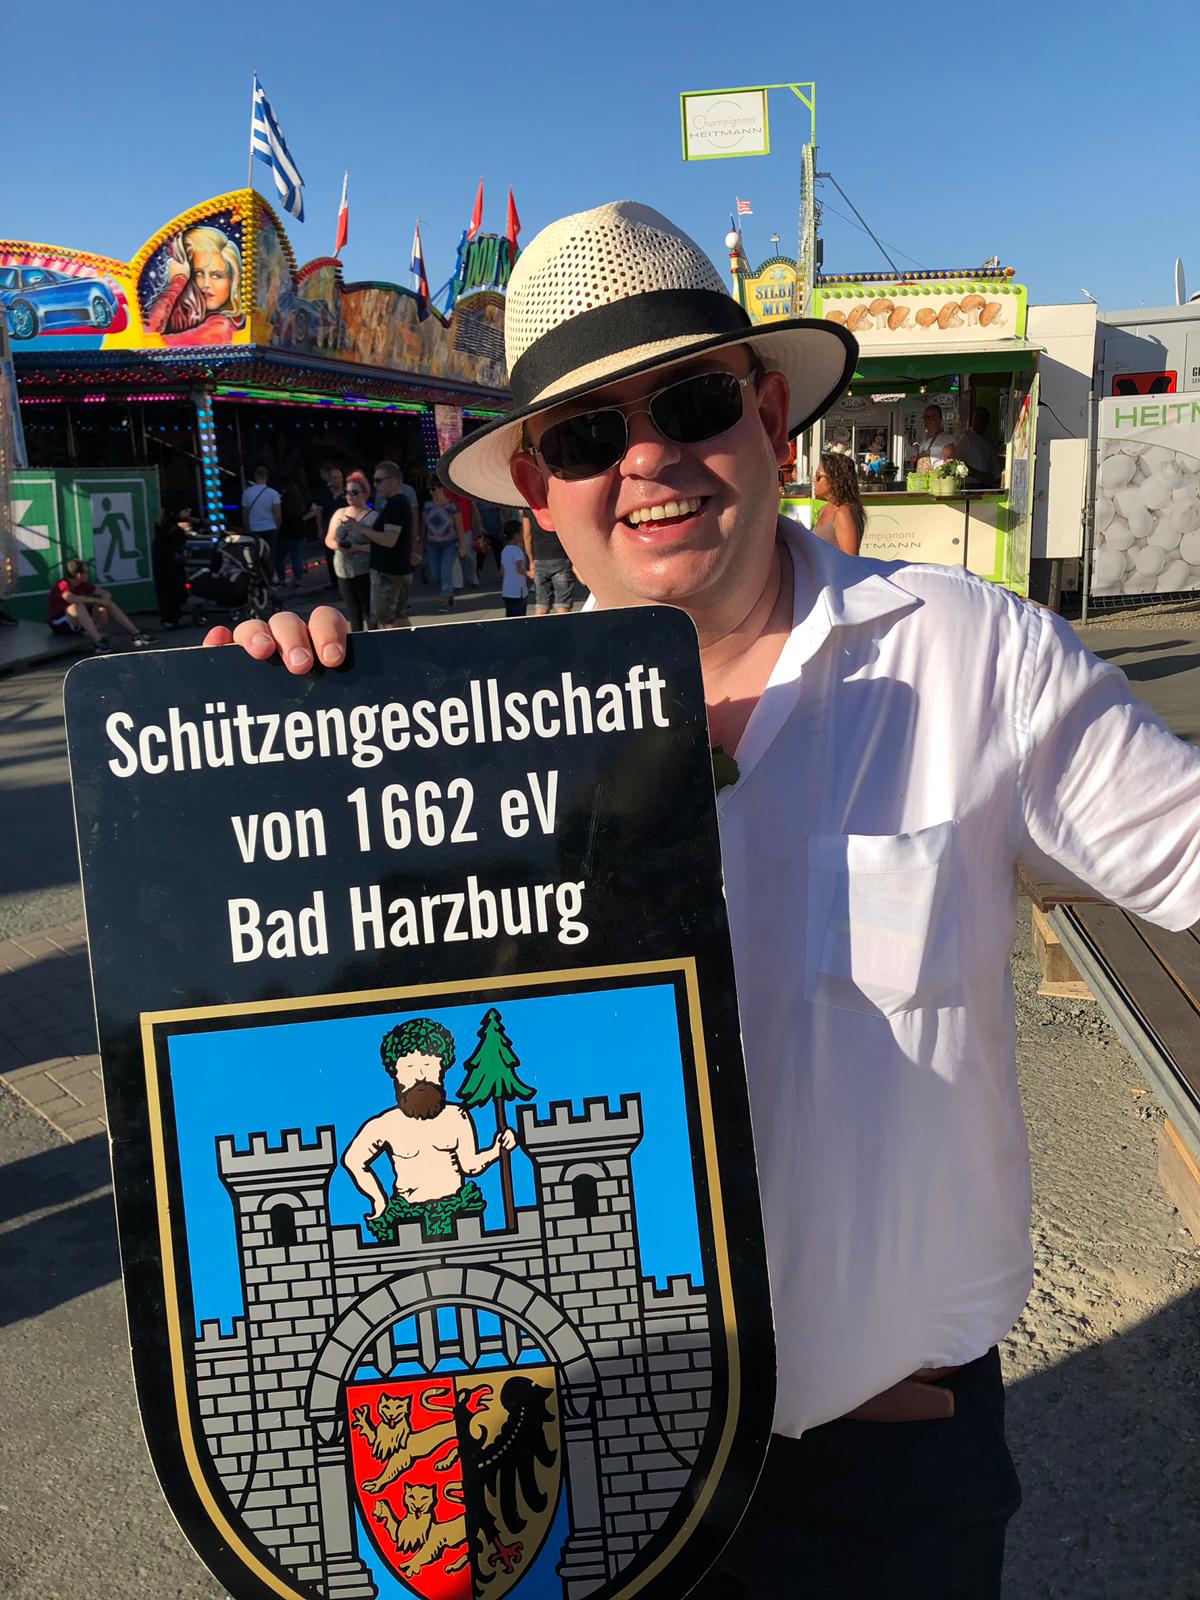 Champignons
HEITMANN
Schützengesellschaft
von 1662 eV
Bad Harzburg